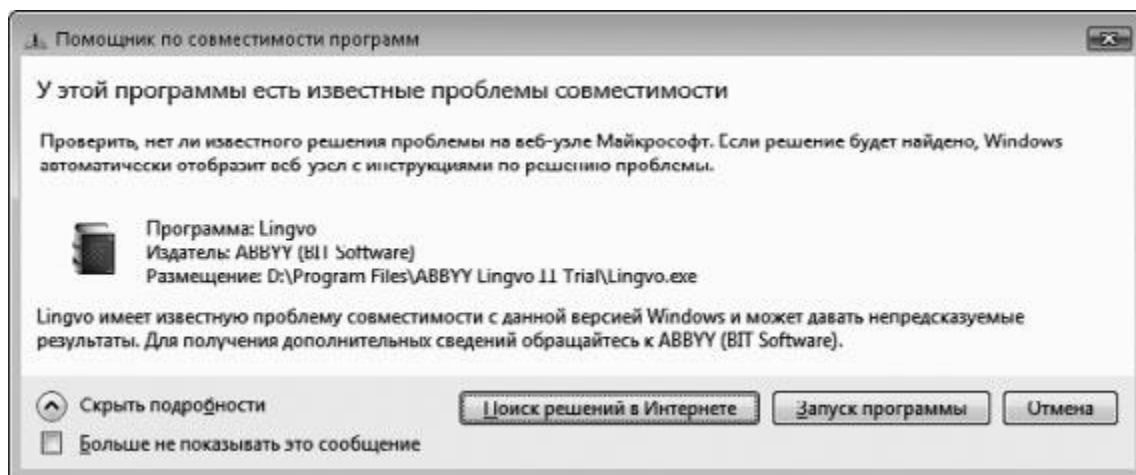 Помощник по совместимости программ
У этой программы есть известные проблемы совместимости
Проверить, нет ли известного решения проблемы на веб-узле Майкрософт. Если решение будет найдено, Windows
автоматически отобразит веб-узел с инструкциями по решению проблемы.
Программа: Lingvo
Издатель: ABBYY (BIT Software)
Размещение: D:\Program Files\ABBYY Lingvo 11 Trial\Lingvo.exe
Lingvo имеет известную проблему совместимости с данной версией Windows и может давать непредсказуемые
результаты. Для получения дополнительных сведений обращайтесь к ABBYY (BIT Software).
Скрыть подробности
Поиск решений в Интернете
Запуск программы
Отмена
Больше не показывать это сообщение